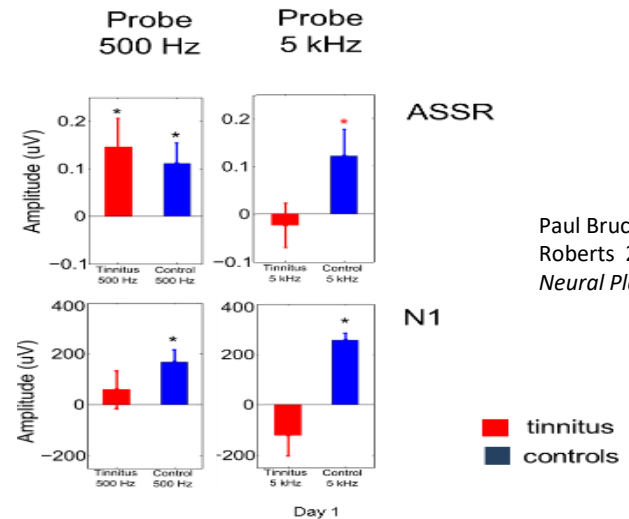 Probe
500 Hz
Probe
5 kHz
ASSR
Amplitude (uV)
0.2
0.1
0
−0.1
*
*
Tinnitus
500 Hz
Control
500 Hz
0.2
0.1
0
−0.1
*
Tinnitus
5 kHz
Control
5 kHz
Paul Bruc
Roberts 2
Neural Pl
N1
Amplitude (uV)
400
200
0
−200
*
Tinnitus
500 Hz
Control
500 Hz
400
200
0
−200
*
Tinnitus
5 kHz
Control
5 kHz
tinnitus
controls
Day 1